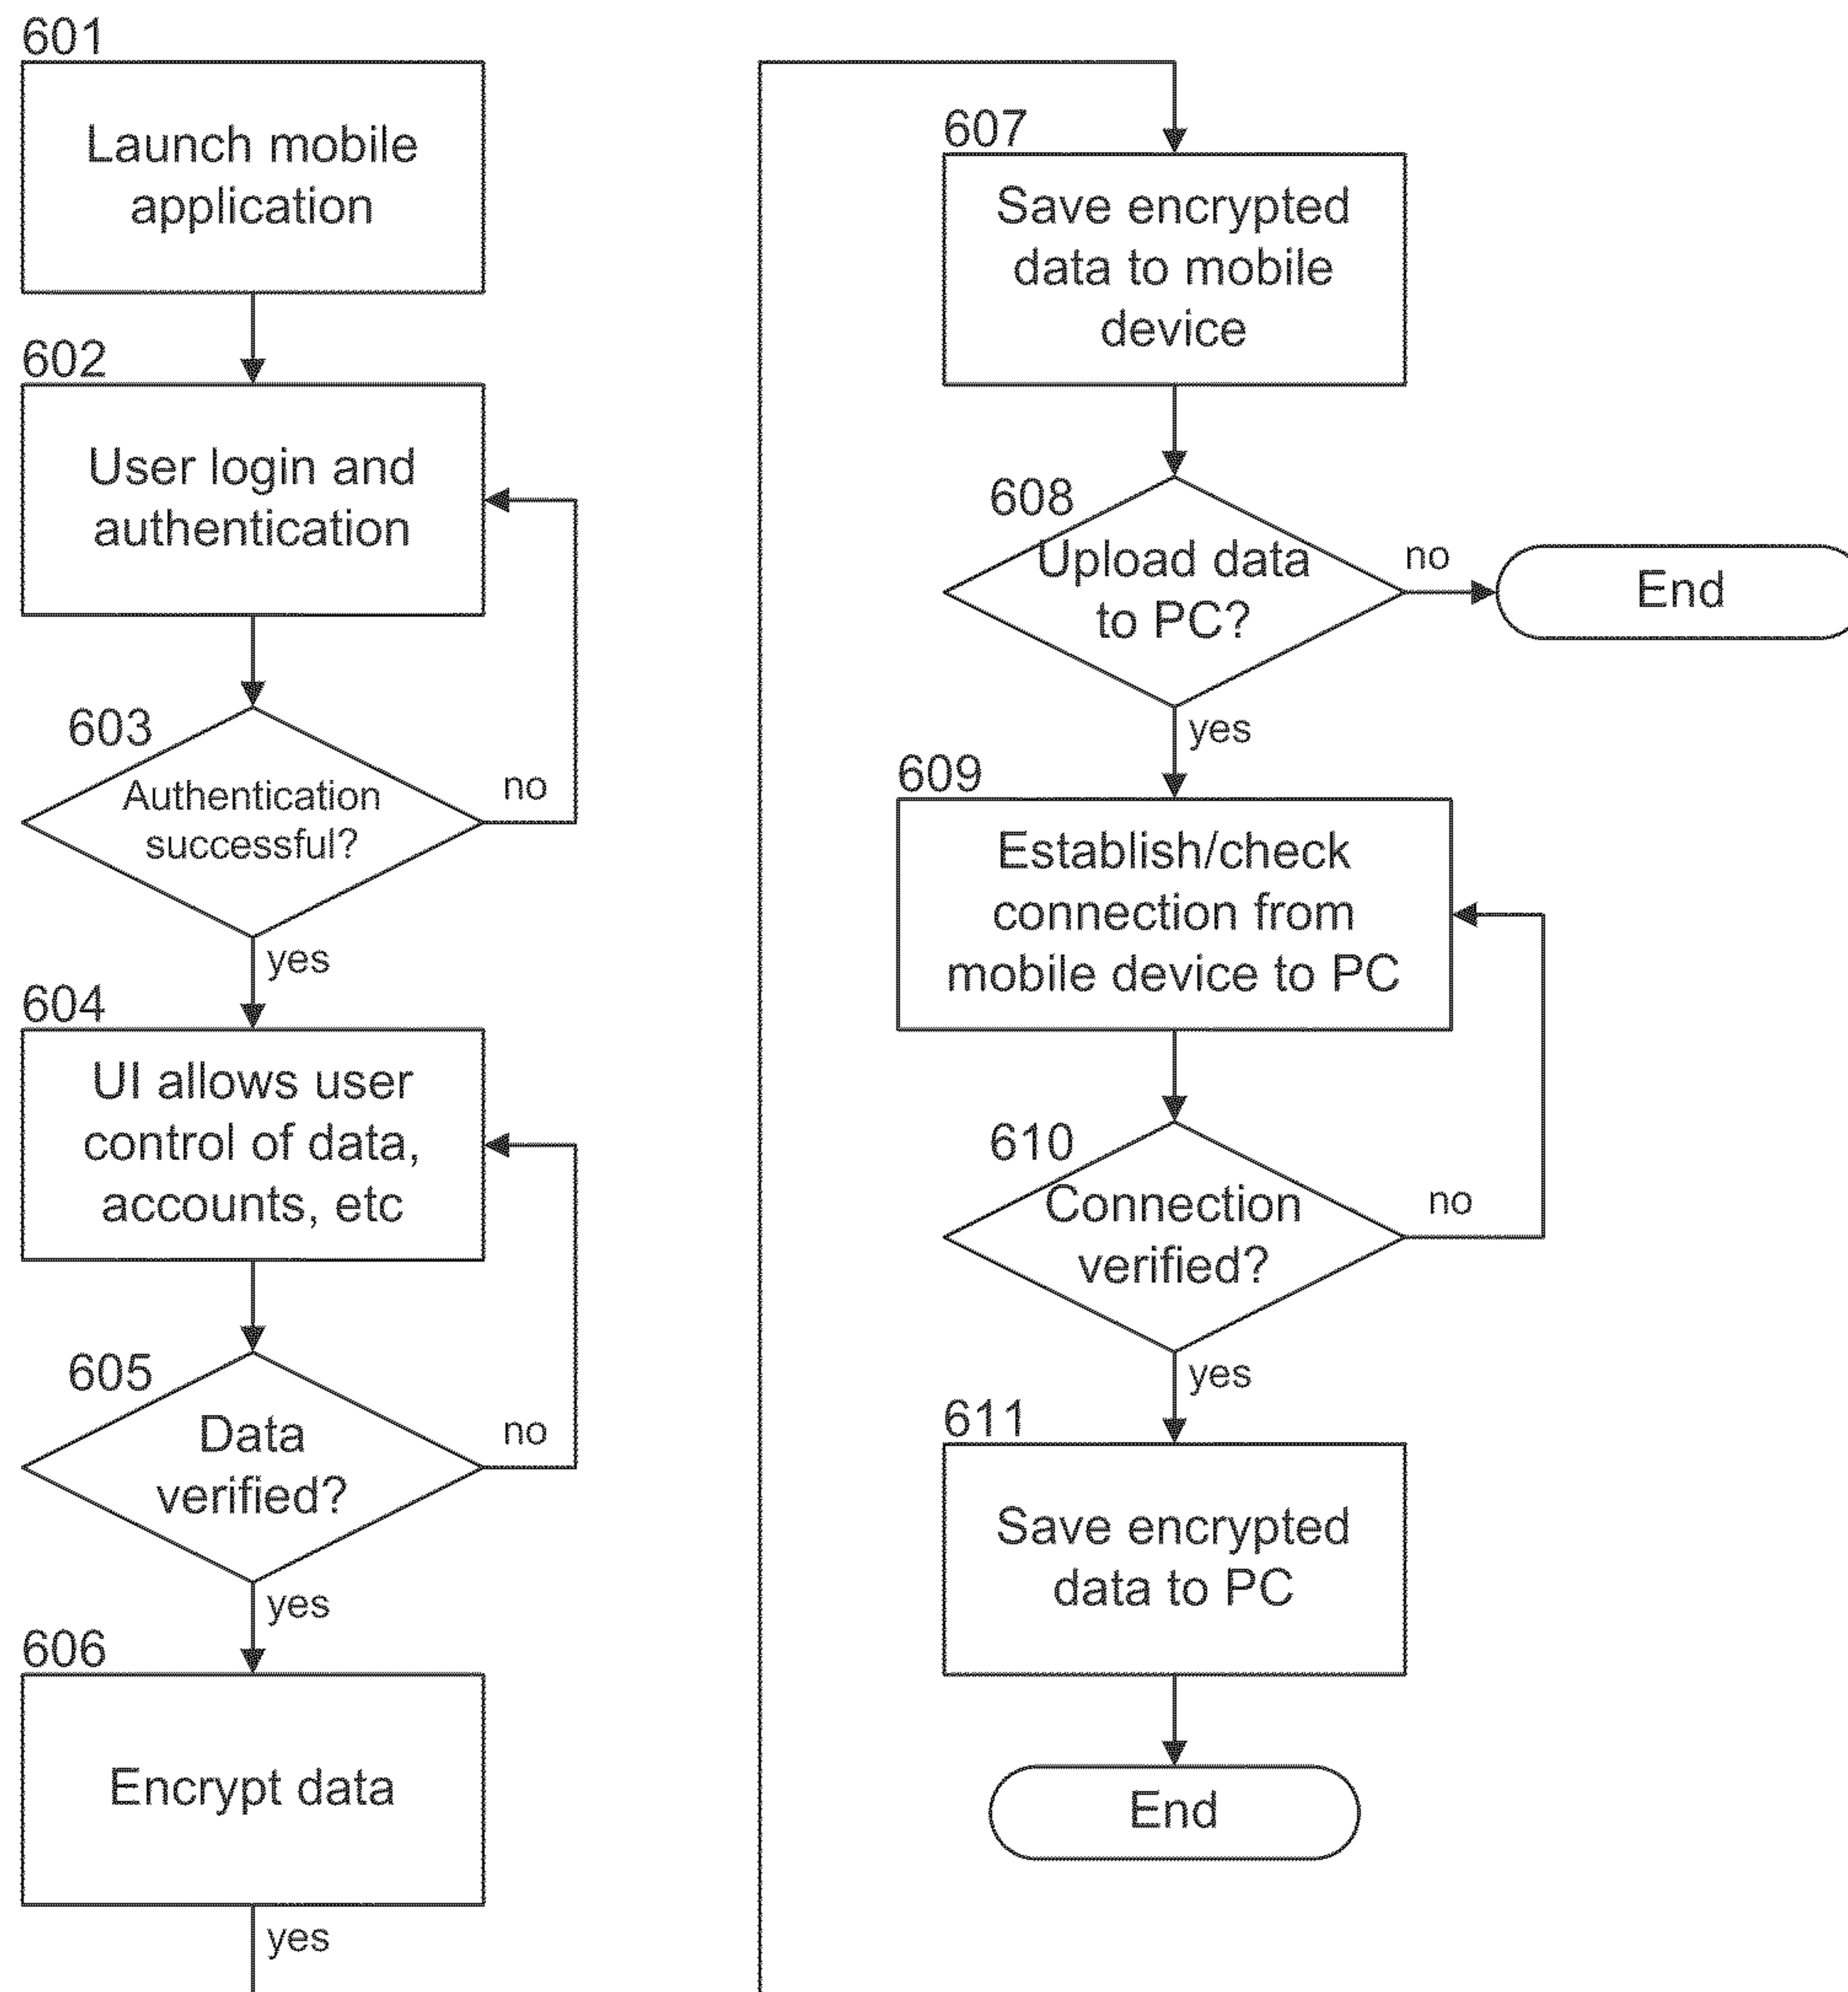 601
Launch mobile
application
602
User login and
authentication
603
Authentication
successful?
no
yes
604
UI allows user
control of data,
accounts, etc
605
Data
verified?
no
yes
606
Encrypt data
yes
607
Save encrypted
data to mobile
device
608
Upload data
to PC?
no
End
yes
609
Establish/check
connection from
mobile device to PC
610
Connection
verified?
no
yes
611
Save encrypted
data to PC
End